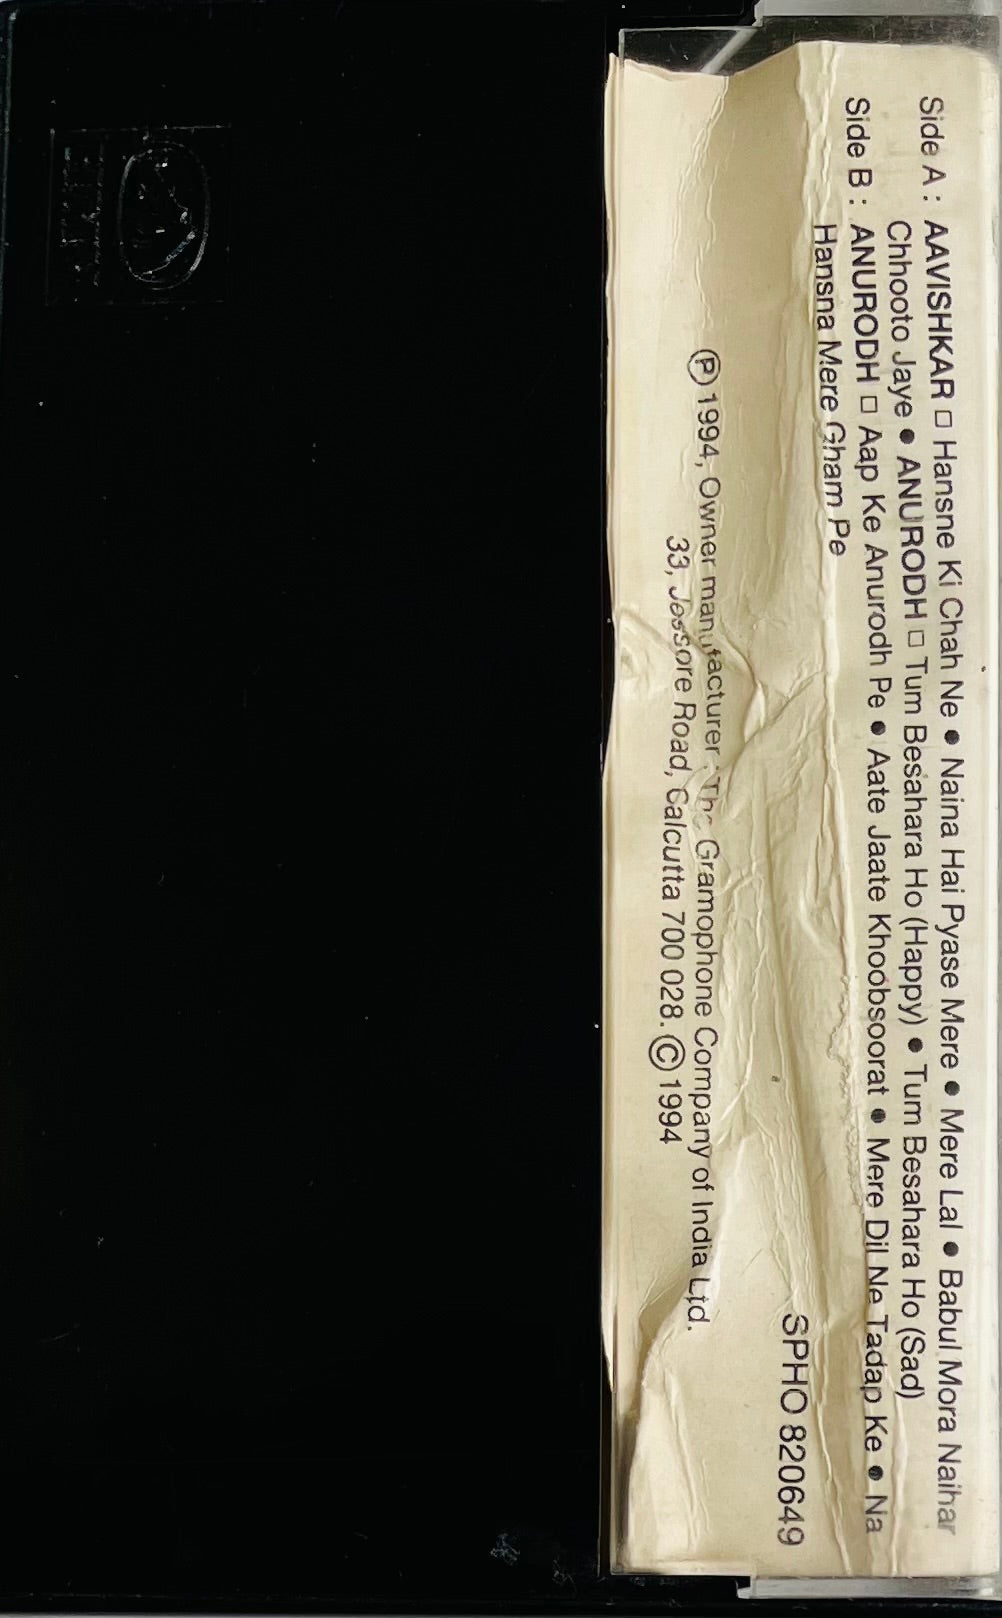 Side A : AAVISHKAR □ Hansne Ki Chah Ne ● Naina Hai Pyase Mere ● Mere Lal ● Babul Mora Naihar
Chhooto Jaye ● ANURODH □ Tum Besahara Ho (Happy) ● Tum Besahara Ho (Sad)
Side B : ANURODH □ Aap Ke Anurodh Pe ● Aate Jaate Khoobsoorat ● Mere Dil Ne Tadap Ke ● Na
Hansna Mere Gham Pe
SPHO 820649
Ⓟ 1994, Owner manufacturer : The Gramophone Company of India Ltd.
33, Jessore Road, Calcutta 700 028. © 1994